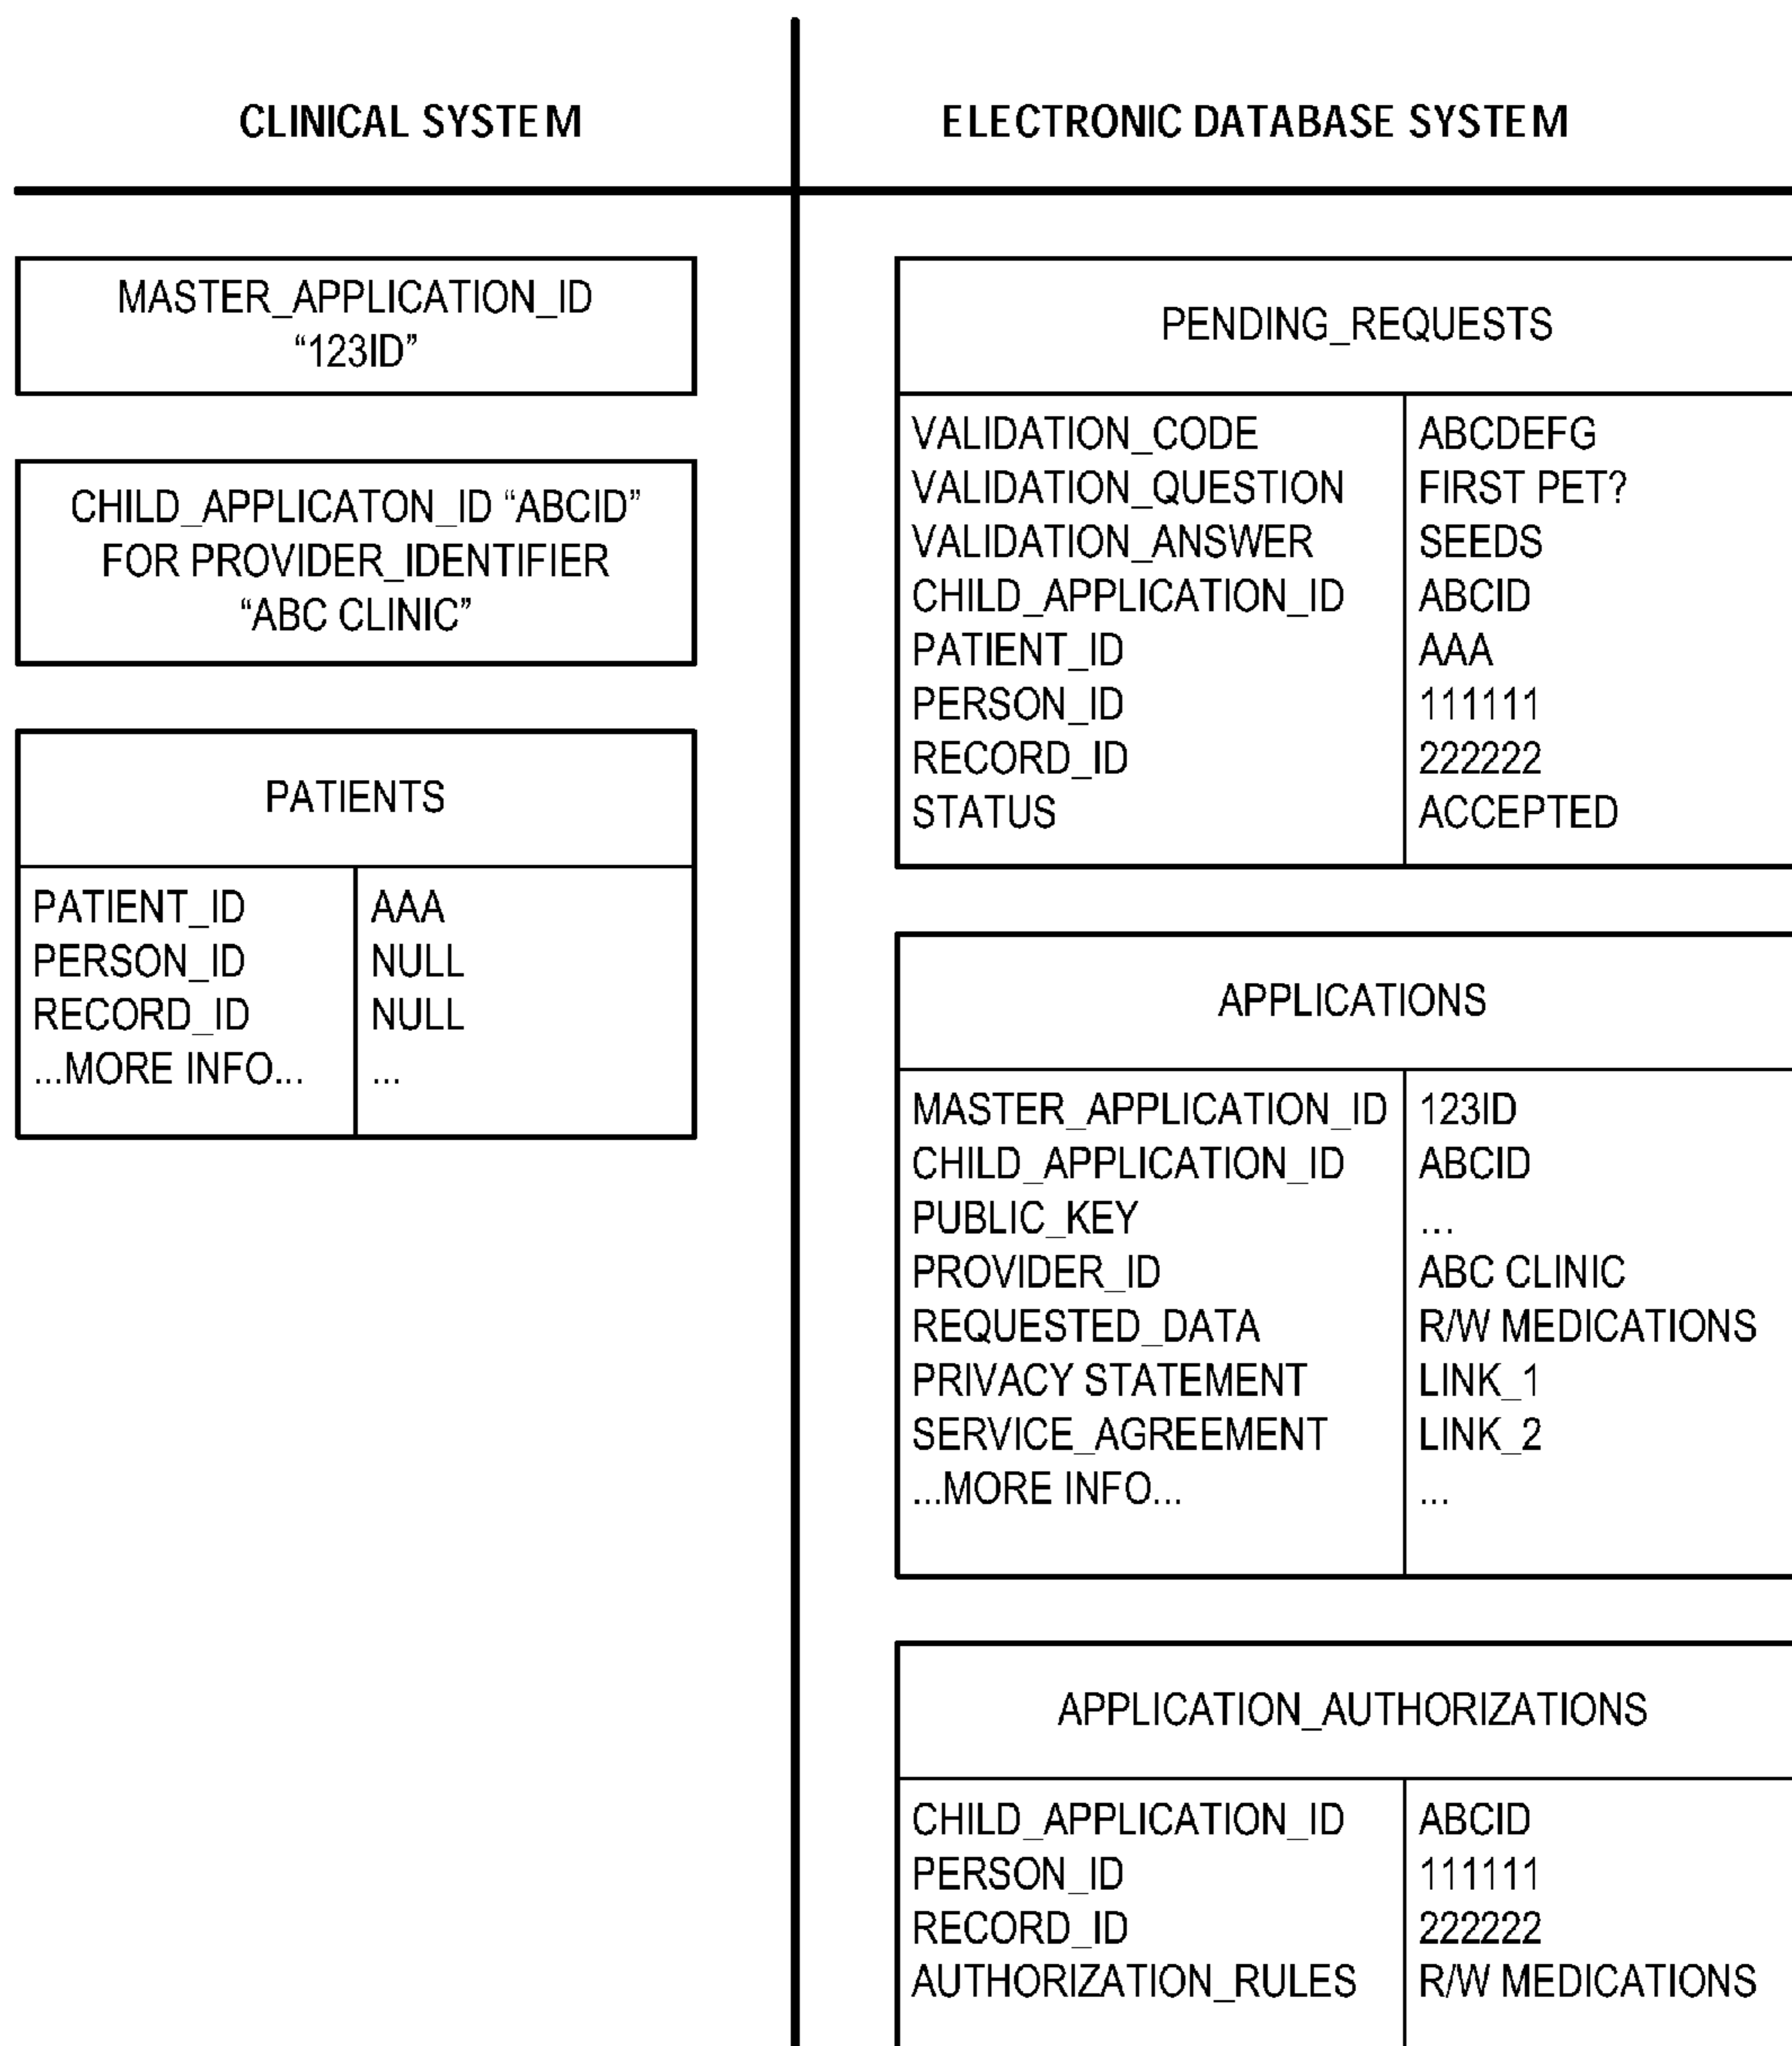 CLINICAL SYSTEM
ELECTRONIC DATABASE SYSTEM
MASTER_APPLICATION_ID
“123ID”
CHILD_APPLICATON_ID “ABCID”
FOR PROVIDER_IDENTIFIER
“ABC CLINIC”
PATIENTS
PATIENT_ID AAA
PERSON_ID NULL
RECORD_ID NULL
...MORE INFO... ...
PENDING_REQUESTS
VALIDATION_CODE ABCDEFG
VALIDATION_QUESTION FIRST PET?
VALIDATION_ANSWER SEEDS
CHILD_APPLICATION_ID ABCID
PATIENT_ID AAA
PERSON_ID 111111
RECORD_ID 222222
STATUS ACCEPTED
APPLICATIONS
MASTER_APPLICATION_ID 123ID
CHILD_APPLICATION_ID ABCID
PUBLIC_KEY ...
PROVIDER_ID ABC CLINIC
REQUESTED_DATA R/W MEDICATIONS
PRIVACY STATEMENT LINK_1
SERVICE_AGREEMENT LINK_2
...MORE INFO... ...
APPLICATION_AUTHORIZATIONS
CHILD_APPLICATION_ID ABCID
PERSON_ID 111111
RECORD_ID 222222
AUTHORIZATION_RULES R/W MEDICATIONS